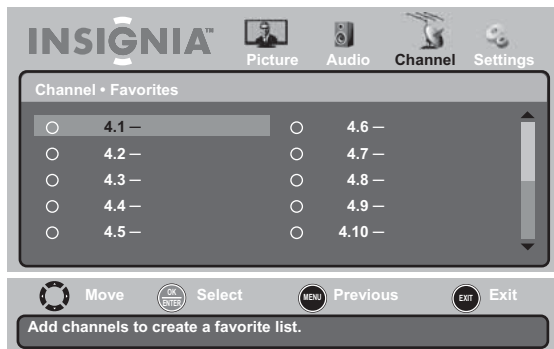 INSIGNIA™
Picture Audio Channel Settings
Channel • Favorites
4.1 — 4.6 —
4.2 — 4.7 —
4.3 — 4.8 —
4.4 — 4.9 —
4.5 — 4.10 —
Move OK/ENTER Select MENU Previous EXIT Exit
Add channels to create a favorite list.